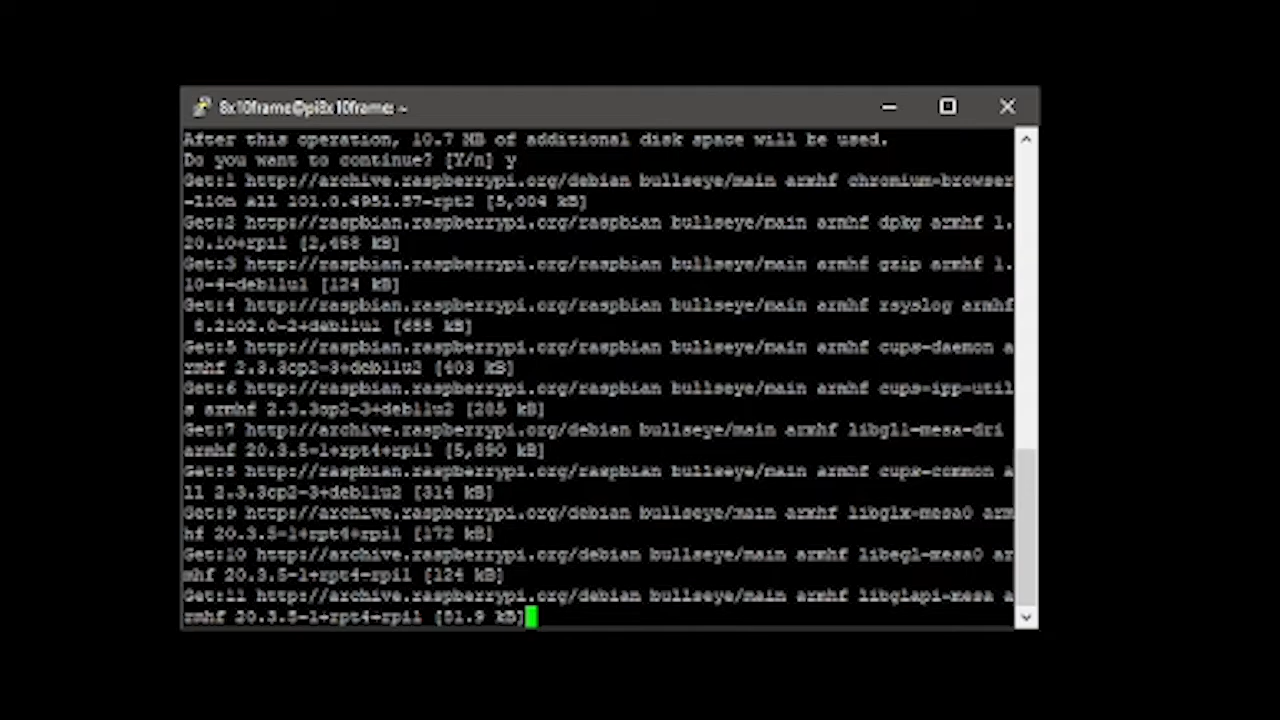 8x10frame@pi8x10frame: ~
After this operation, 10.7 MB of additional disk space will be used.
Do you want to continue? [Y/n] y
Get:1 http://archive.raspberrypi.org/debian bullseye/main armhf chromium-browser
-l10n all 101.0.4951.57-rpt2 [5,004 kB]
Get:2 http://raspbian.raspberrypi.org/raspbian bullseye/main armhf dpkg armhf 1.
20.10+rpi1 [2,458 kB]
Get:3 http://raspbian.raspberrypi.org/raspbian bullseye/main armhf gzip armhf 1.
10-4+deb11u1 [124 kB]
Get:4 http://raspbian.raspberrypi.org/raspbian bullseye/main armhf rsyslog armhf
8.2102.0-2+deb11u1 [655 kB]
Get:5 http://raspbian.raspberrypi.org/raspbian bullseye/main armhf cups-daemon a
rmhf 2.3.3op2-3+deb11u2 [403 kB]
Get:6 http://raspbian.raspberrypi.org/raspbian bullseye/main armhf cups-ipp-util
s armhf 2.3.3op2-3+deb11u2 [285 kB]
Get:7 http://archive.raspberrypi.org/debian bullseye/main armhf libgl1-mesa-dri
armhf 20.3.5-1+rpt4+rpi1 [5,890 kB]
Get:8 http://raspbian.raspberrypi.org/raspbian bullseye/main armhf cups-common a
ll 2.3.3op2-3+deb11u2 [314 kB]
Get:9 http://archive.raspberrypi.org/debian bullseye/main armhf libglx-mesa0 arm
hf 20.3.5-1+rpt4+rpi1 [172 kB]
Get:10 http://archive.raspberrypi.org/debian bullseye/main armhf libegl-mesa0 ar
mhf 20.3.5-1+rpt4+rpi1 [124 kB]
Get:11 http://archive.raspberrypi.org/debian bullseye/main armhf libglapi-mesa a
rmhf 20.3.5-1+rpt4+rpi1 [81.9 kB]